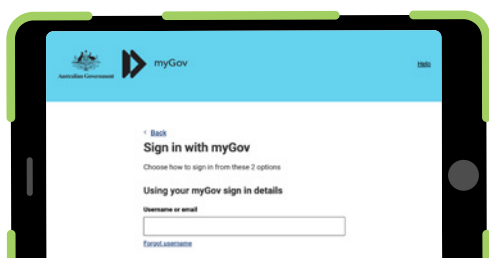 Australian Government
myGov
Help
< Back
Sign in with myGov
Choose how to sign in from these 2 options
Using your myGov sign in details
Username or email
Forgot username